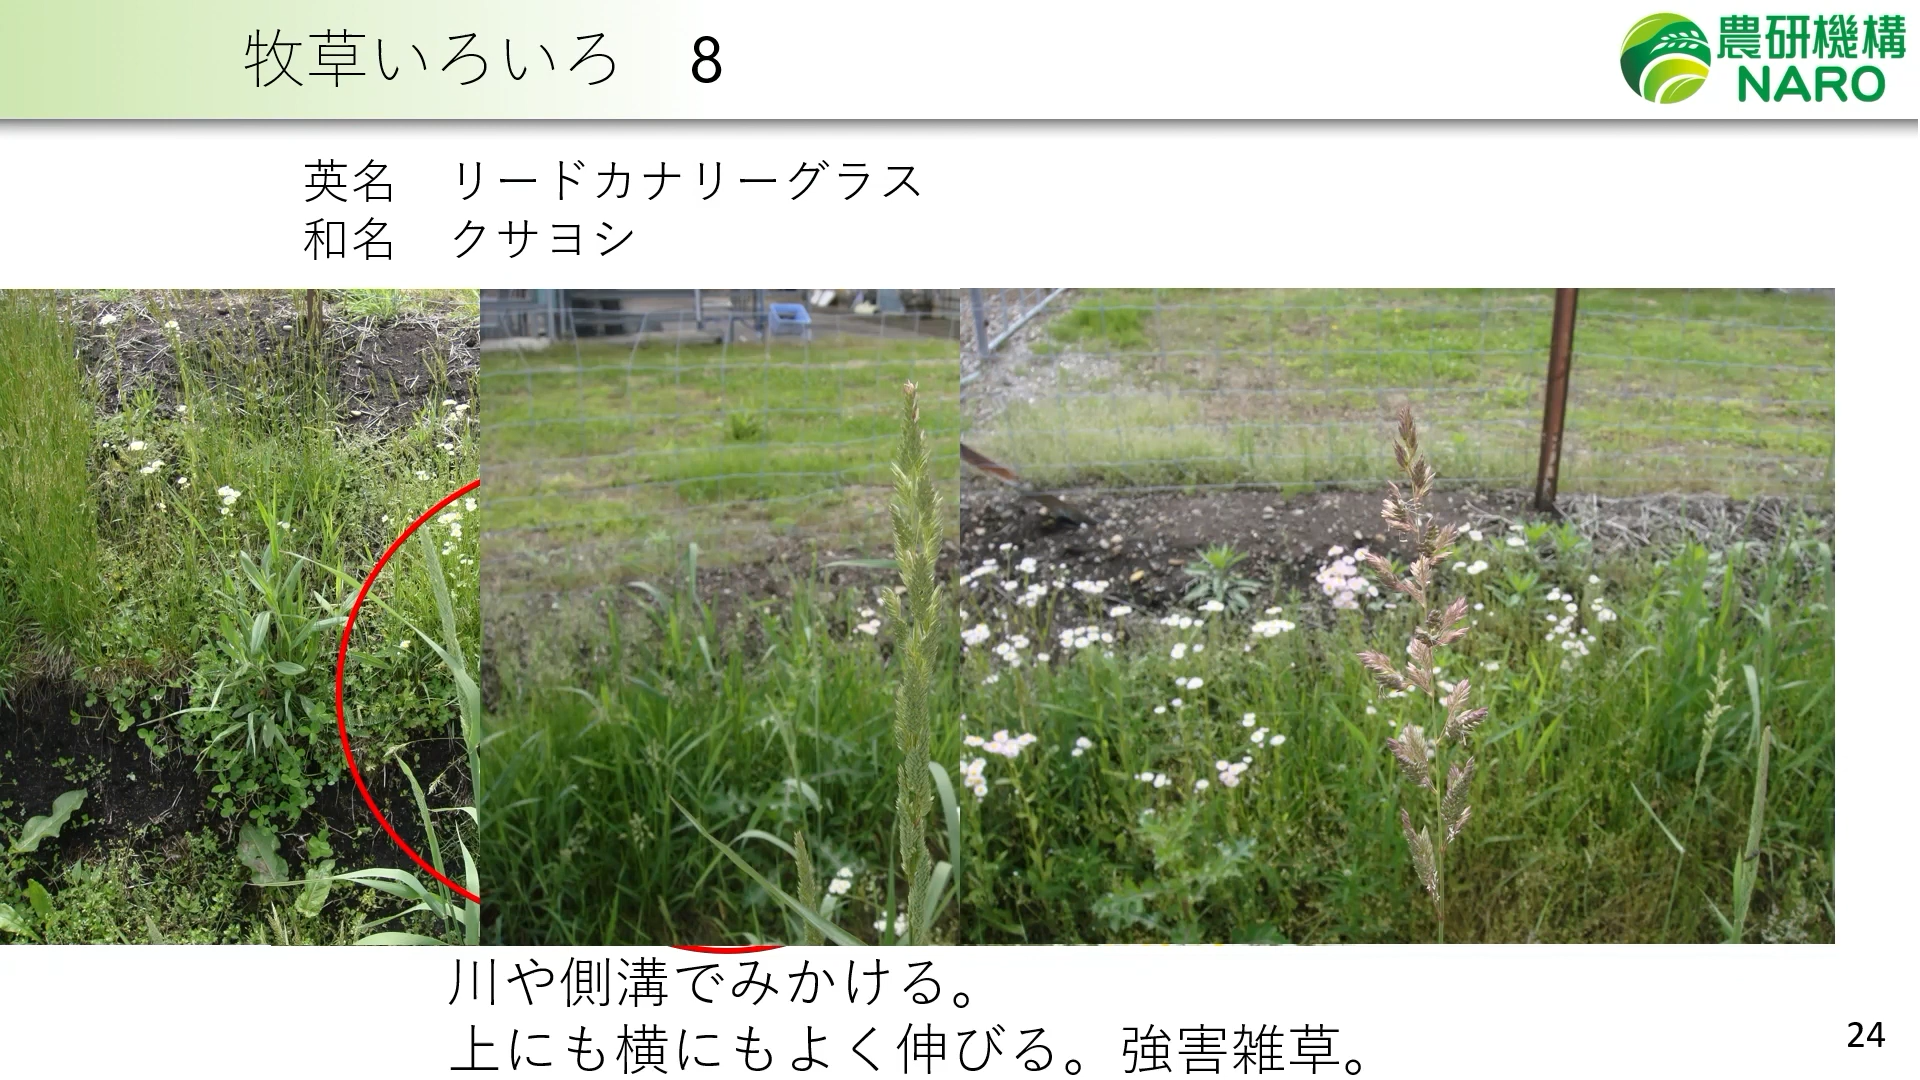 牧草いろいろ　8
農研機構
NARO
英名　リードカナリーグラス
和名　クサヨシ
川や側溝でみかける。
上にも横にもよく伸びる。強害雑草。
24